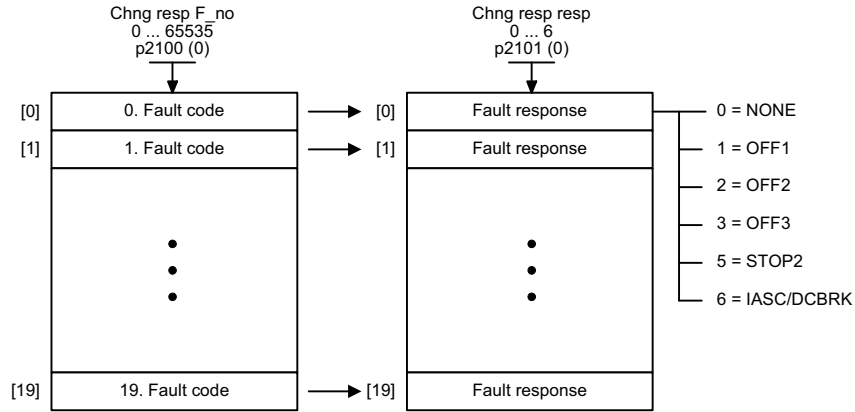 Chng resp F_no
0 ... 65535
p2100 (0)
Chng resp resp
0 ... 6
p2101 (0)
[0] 0. Fault code [0] Fault response 0 = NONE
[1] 1. Fault code [1] Fault response 1 = OFF1
2 = OFF2
3 = OFF3
5 = STOP2
6 = IASC/DCBRK
[19] 19. Fault code [19] Fault response